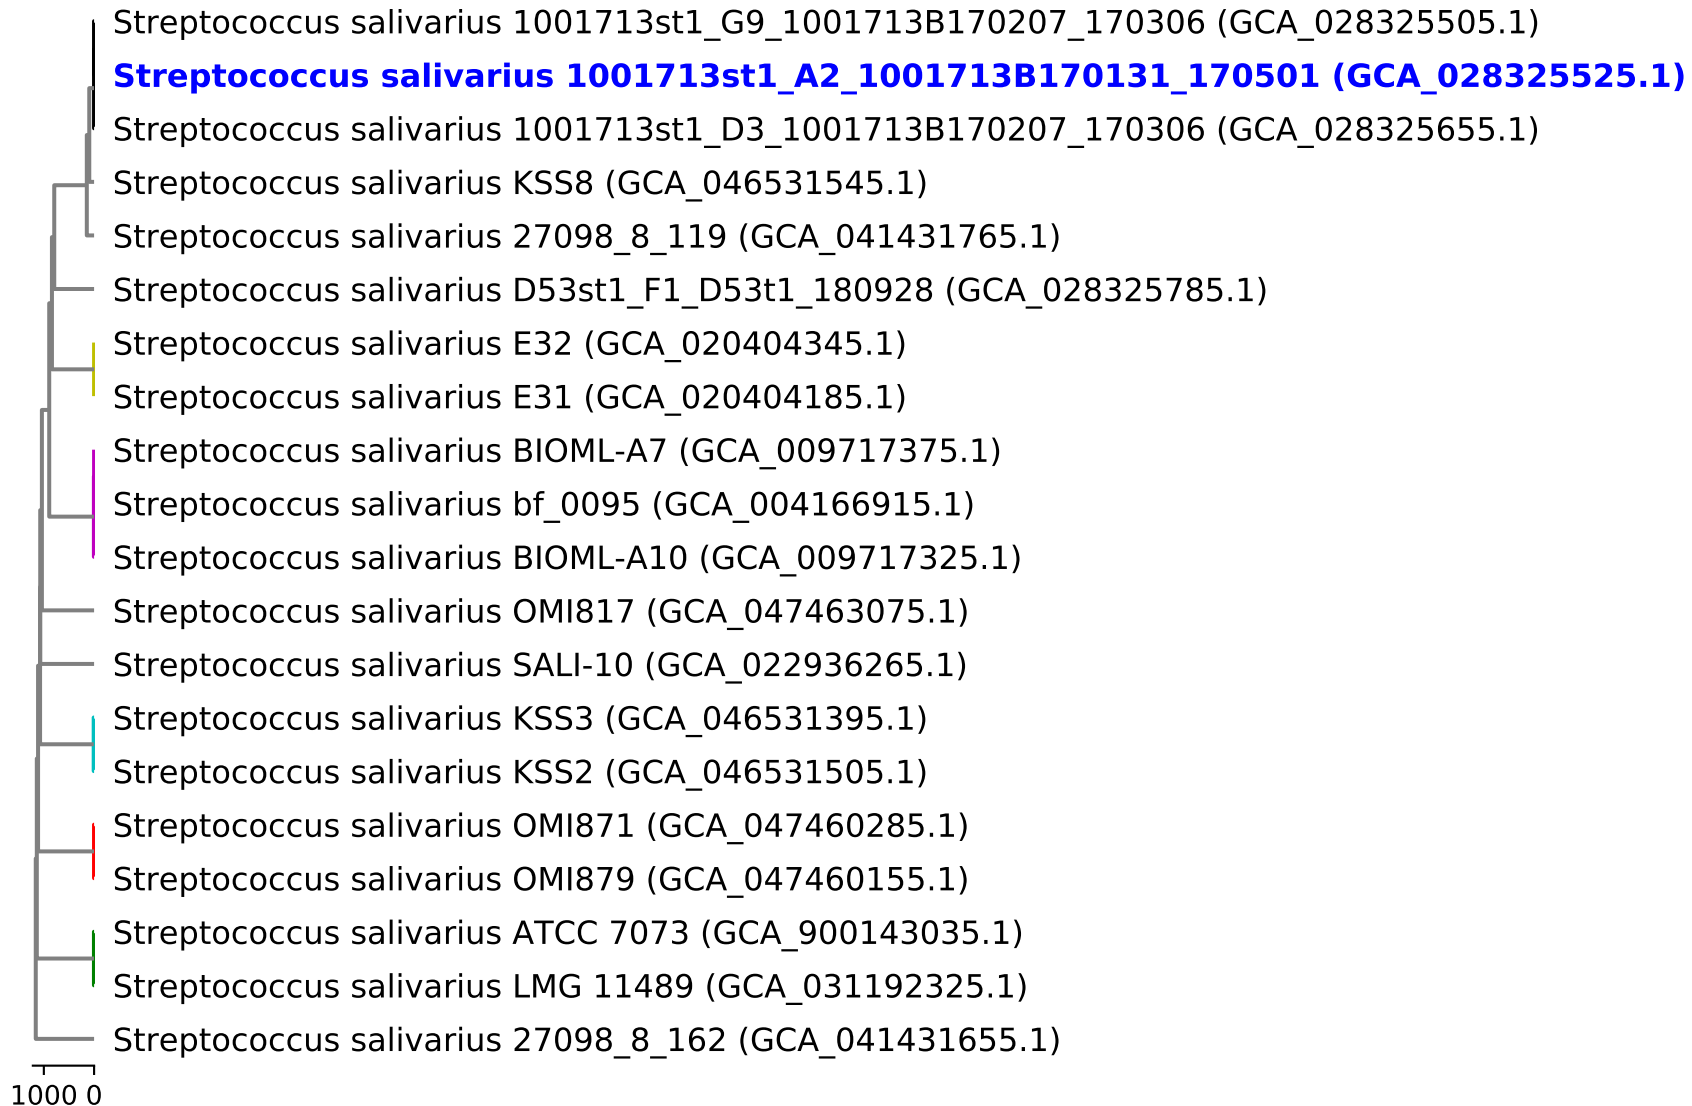 Streptococcus salivarius 1001713st1_G9_1001713B170207_170306 (GCA_028325505.1)
Streptococcus salivarius 1001713st1_A2_1001713B170131_170501 (GCA_028325525.1)
Streptococcus salivarius 1001713st1_D3_1001713B170207_170306 (GCA_028325655.1)
Streptococcus salivarius KSS8 (GCA_046531545.1)
Streptococcus salivarius 27098_8_119 (GCA_041431765.1)
Streptococcus salivarius D53st1_F1_D53t1_180928 (GCA_028325785.1)
Streptococcus salivarius E32 (GCA_020404345.1)
Streptococcus salivarius E31 (GCA_020404185.1)
Streptococcus salivarius BIOML-A7 (GCA_009717375.1)
Streptococcus salivarius bf_0095 (GCA_004166915.1)
Streptococcus salivarius BIOML-A10 (GCA_009717325.1)
Streptococcus salivarius OMI817 (GCA_047463075.1)
Streptococcus salivarius SALI-10 (GCA_022936265.1)
Streptococcus salivarius KSS3 (GCA_046531395.1)
Streptococcus salivarius KSS2 (GCA_046531505.1)
Streptococcus salivarius OMI871 (GCA_047460285.1)
Streptococcus salivarius OMI879 (GCA_047460155.1)
Streptococcus salivarius ATCC 7073 (GCA_900143035.1)
Streptococcus salivarius LMG 11489 (GCA_031192325.1)
Streptococcus salivarius 27098_8_162 (GCA_041431655.1)
1000 0